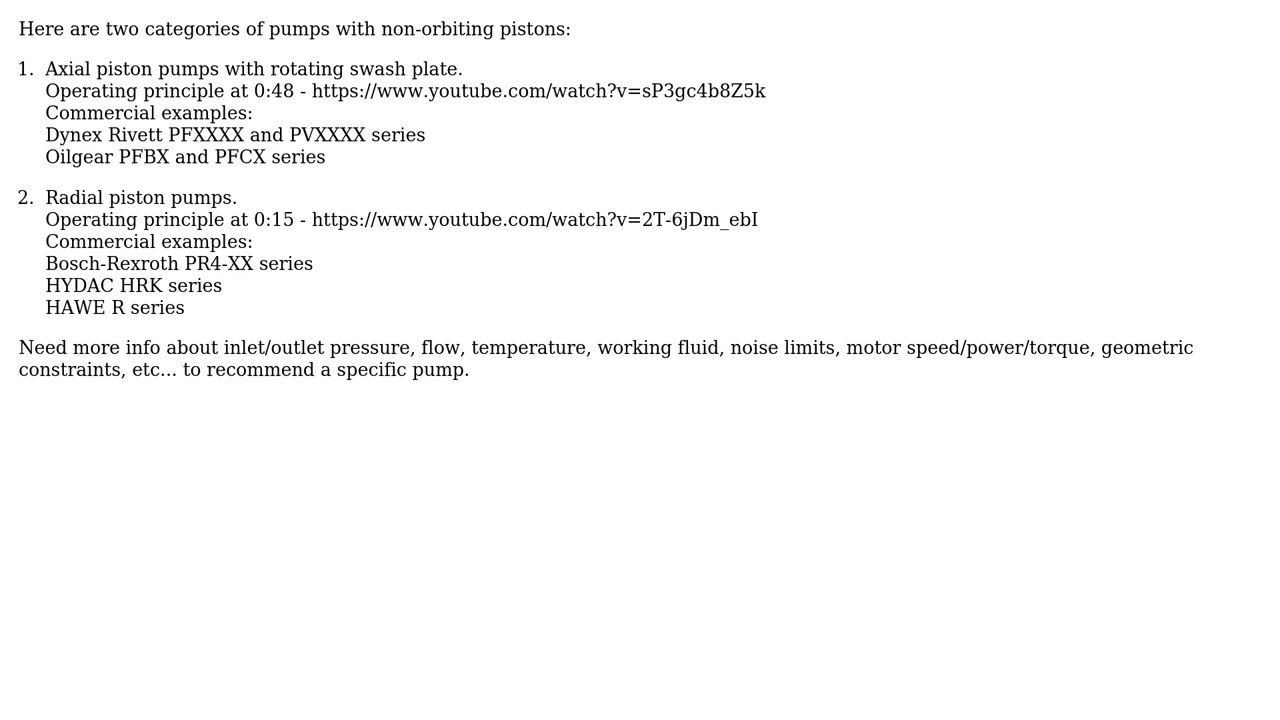 Here are two categories of pumps with non-orbiting pistons:
1. Axial piston pumps with rotating swash plate.
Operating principle at 0:48 - https://www.youtube.com/watch?v=sP3gc4b8Z5k
Commercial examples:
Dynex Rivett PFXXXX and PVXXXX series
Oilgear PFBX and PFCX series
2. Radial piston pumps.
Operating principle at 0:15 - https://www.youtube.com/watch?v=2T-6jDm_ebI
Commercial examples:
Bosch-Rexroth PR4-XX series
HYDAC HRK series
HAWE R series
Need more info about inlet/outlet pressure, flow, temperature, working fluid, noise limits, motor speed/power/torque, geometric
constraints, etc... to recommend a specific pump.